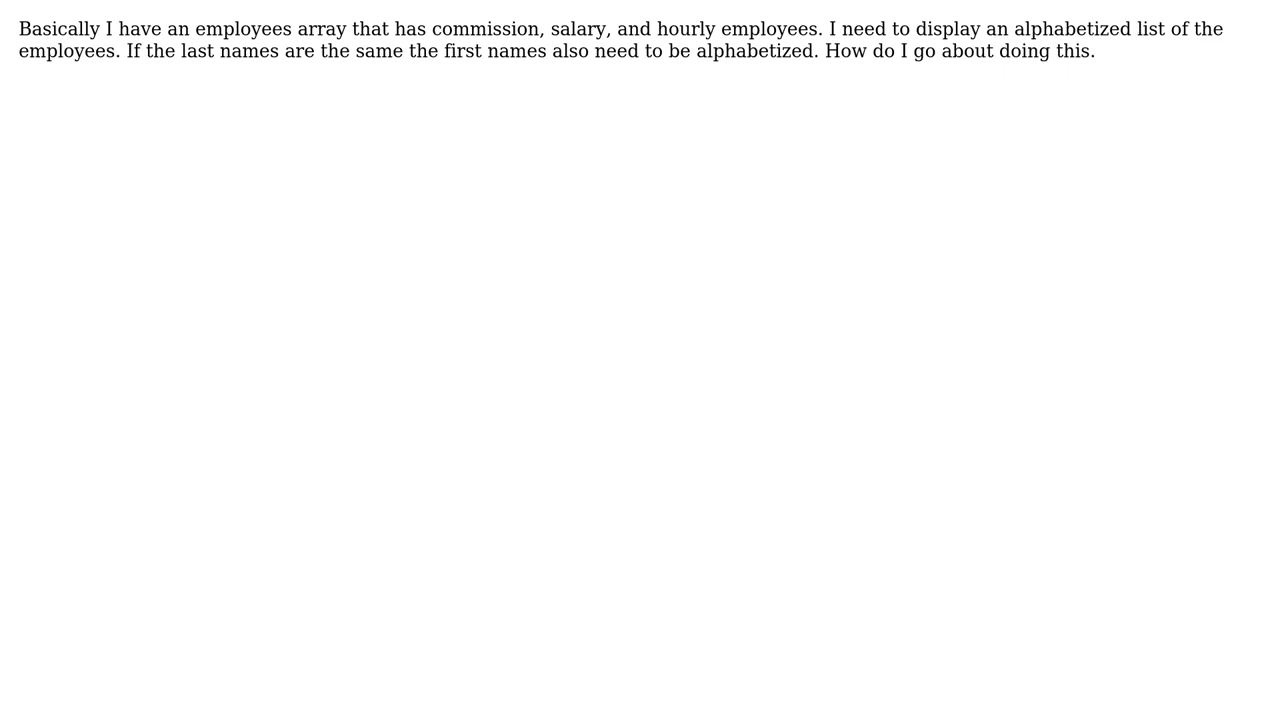 Basically I have an employees array that has commission, salary, and hourly employees. I need to display an alphabetized list of the
employees. If the last names are the same the first names also need to be alphabetized. How do I go about doing this.